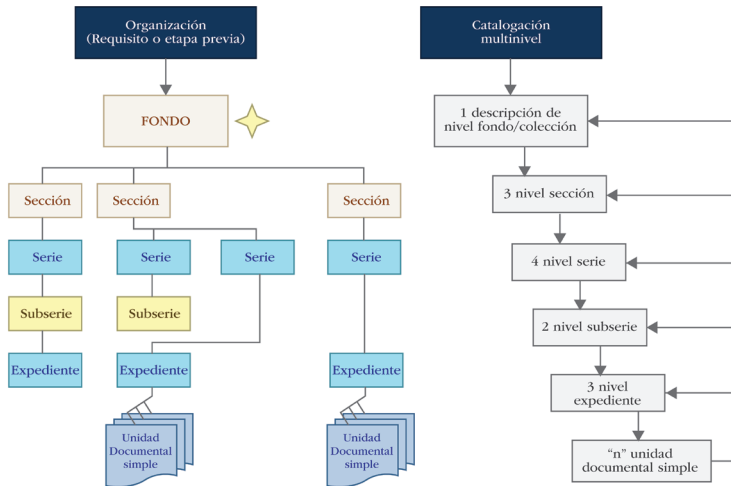 Organización
(Requisito o etapa previa)
FONDO
Sección
Sección
Sección
Serie
Serie
Serie
Serie
Subserie
Subserie
Expediente
Expediente
Expediente
Unidad
Documental
simple
Unidad
Documental
simple
Catalogación
multinivel
1 descripción de
nivel fondo/colección
3 nivel sección
4 nivel serie
2 nivel subserie
3 nivel
expediente
“n” unidad
documental simple